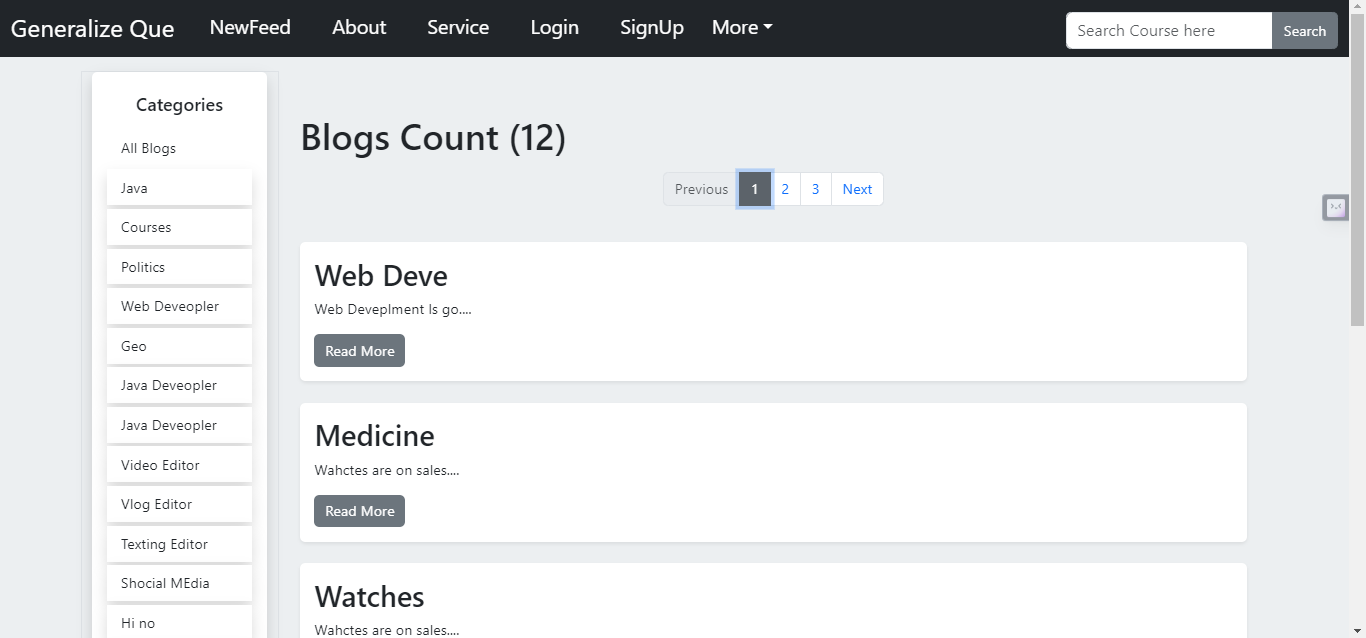 Generalize Que NewFeed About Service Login SignUp More Search Course here Search
Categories
All Blogs
Java
Courses
Politics
Web Deveopler
Geo
Java Deveopler
Java Deveopler
Video Editor
Vlog Editor
Texting Editor
Shocial MEdia
Hi no
Blogs Count (12)
Previous 1 2 3 Next
Web Deve
Web Deveplment Is go....
Read More
Medicine
Wahctes are on sales....
Read More
Watches
Wahctes are on sales....